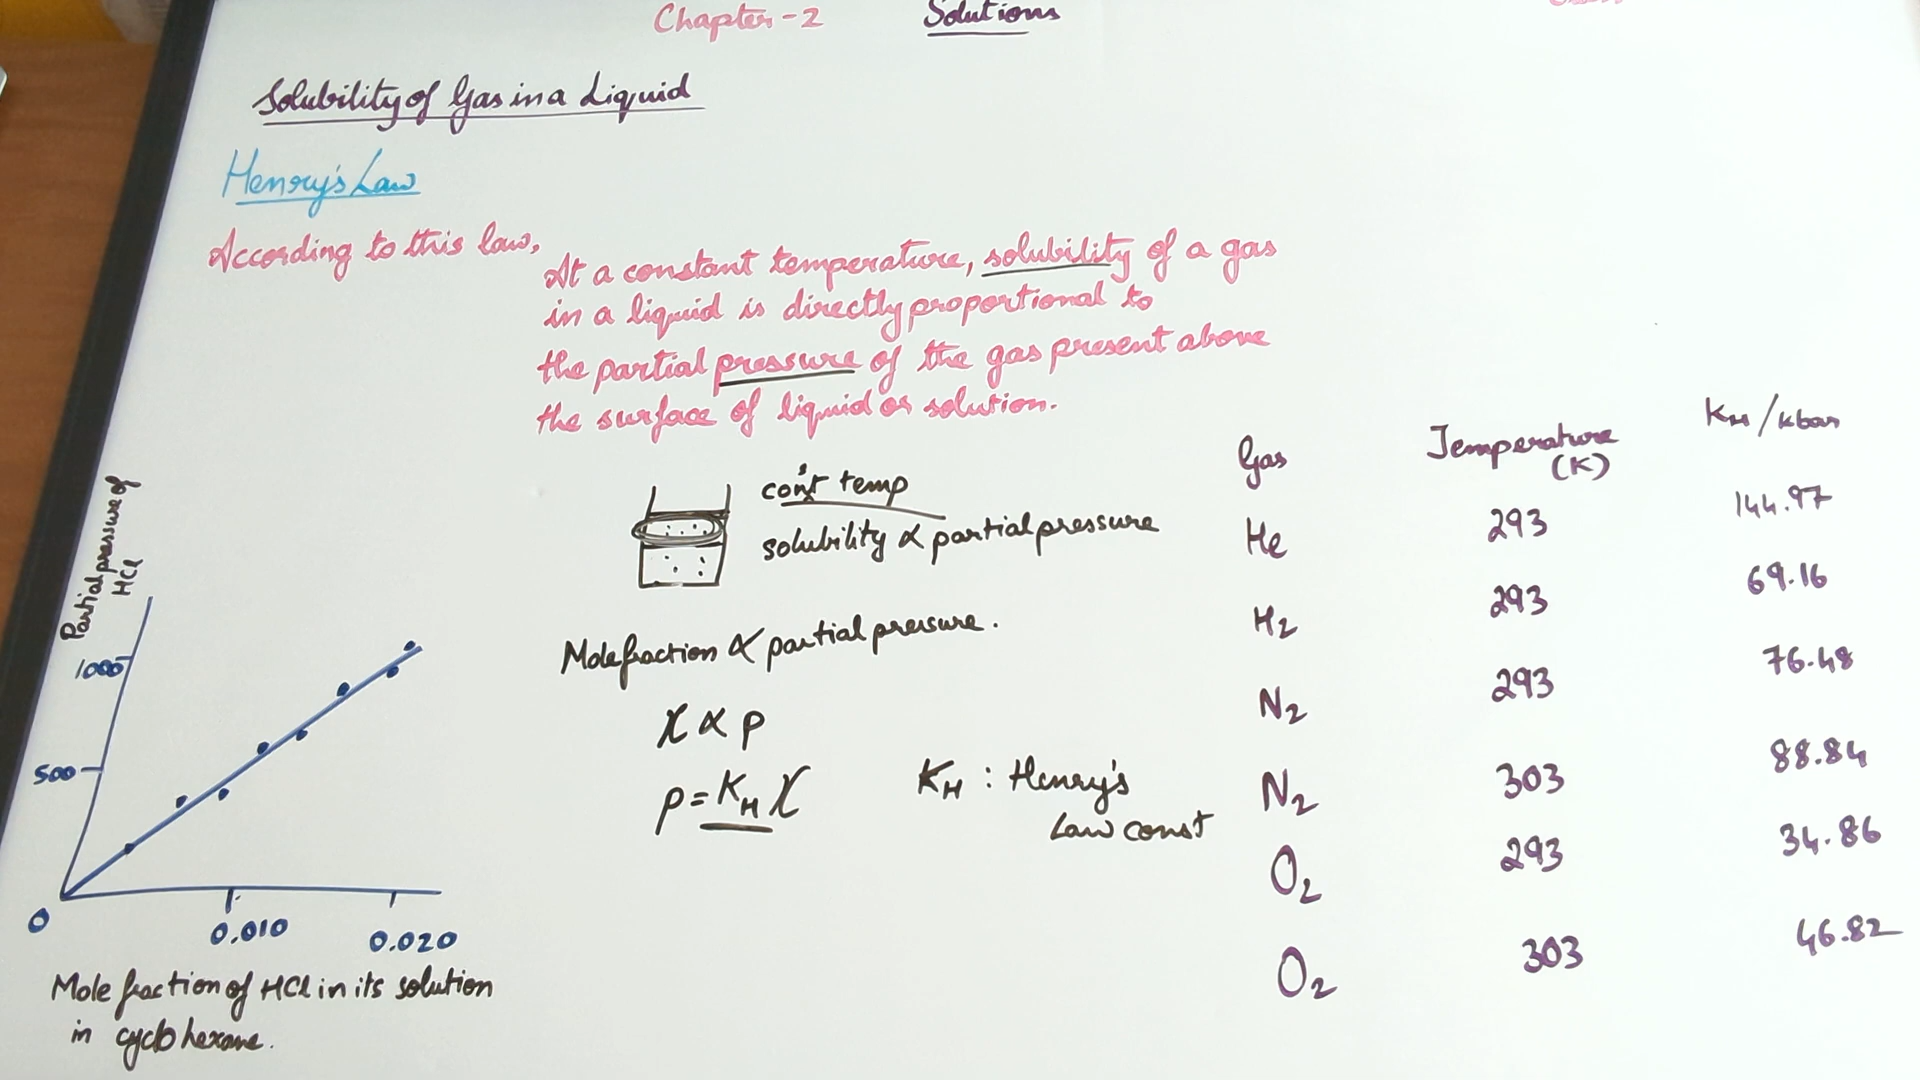 Chapter-2 Solutions
Solubility of Gas in a Liquid
Henry's Law
According to this law,
At a constant temperature, solubility of a gas
in a liquid is directly proportional to
the partial pressure of the gas present above
the surface of liquid or solution.
con't temp
solubility ∝ partial pressure
Mole fraction ∝ partial pressure.
χ ∝ p
p = KH χ
KH : Henry's
Law const
Partial pressure of
HCl
1000
500
0
0.010 0.020
Mole fraction of HCl in its solution
in cyclohexane.
Gas Temperature (K) KH/kbar
He 293 144.97
H2 293 69.16
N2 293 76.48
N2 303 88.84
O2 293 34.86
O2 303 46.82